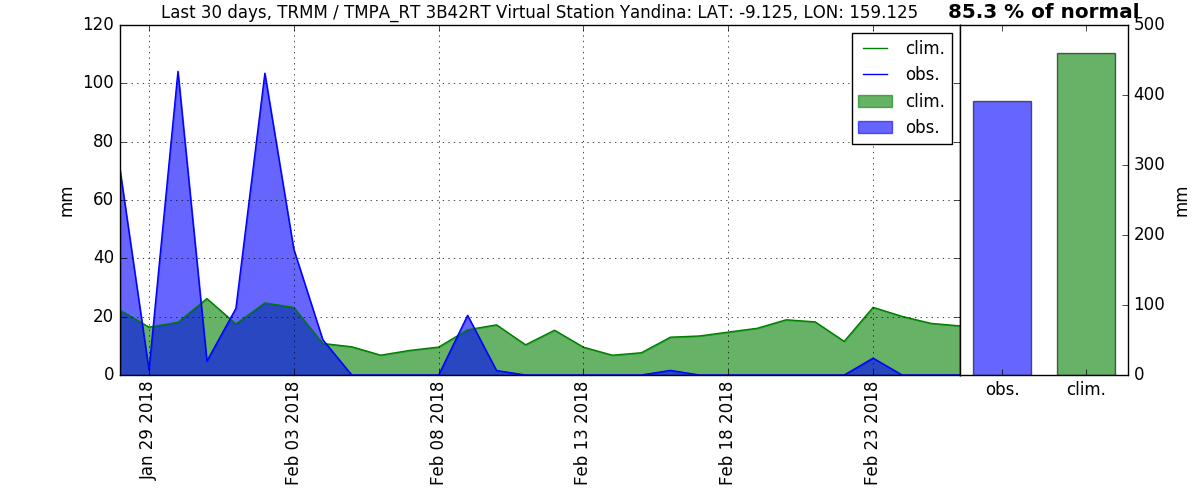 Last 30 days, TRMM / TMPA_RT 3B42RT Virtual Station Yandina: LAT: -9.125, LON: 159.125
85.3 % of normal
120
100
80
60
40
20
0
mm
clim.
obs.
clim.
obs.
Jan 29 2018
Feb 03 2018
Feb 08 2018
Feb 13 2018
Feb 18 2018
Feb 23 2018
500
400
300
200
100
0
mm
obs.
clim.